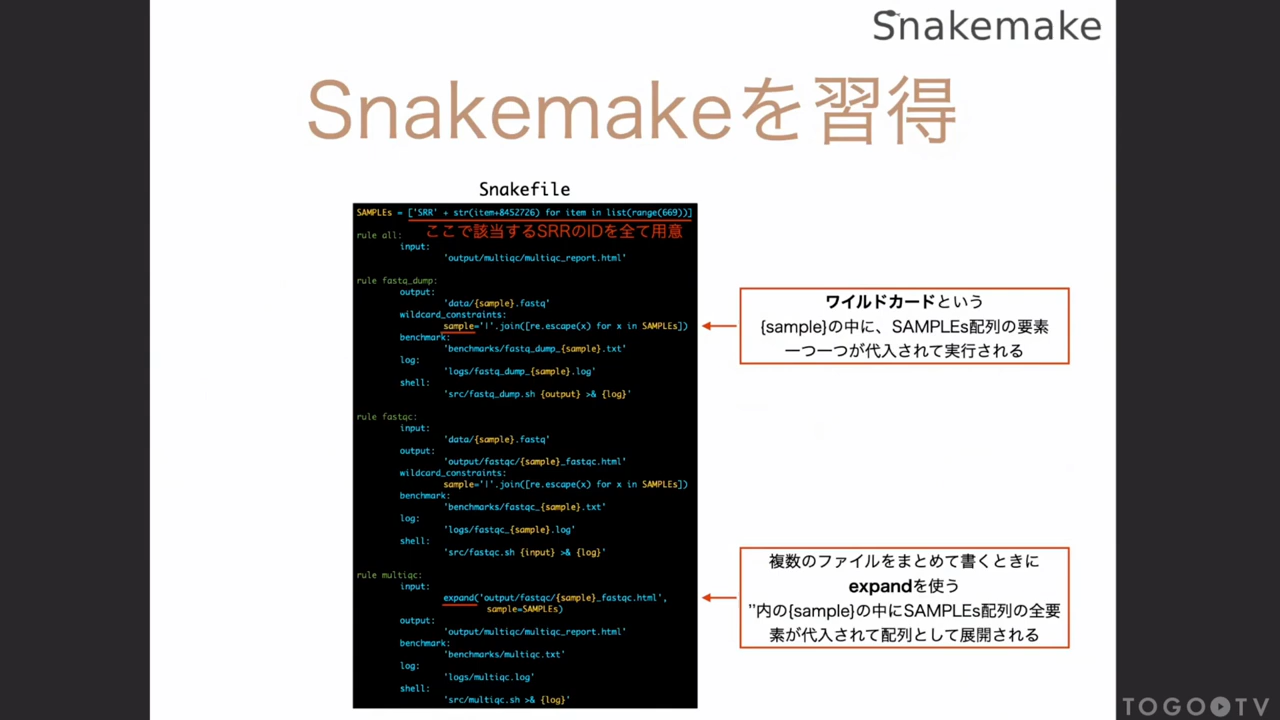 Snakemake
Snakemakeを習得
Snakefile
SAMPLEs = ['SRR' + str(item+8452726) for item in list(range(669))]
ここで該当するSRRのIDを全て用意
rule all:
input:
'output/multiqc/multiqc_report.html'
rule fastq_dump:
output:
'data/{sample}.fastq'
wildcard_constraints:
sample='|'.join([re.escape(x) for x in SAMPLEs])
benchmark:
'benchmarks/fastq_dump_{sample}.txt'
log:
'logs/fastq_dump_{sample}.log'
shell:
'src/fastq_dump.sh {output} >& {log}'
rule fastqc:
input:
'data/{sample}.fastq'
output:
'output/fastqc/{sample}_fastqc.html'
wildcard_constraints:
sample='|'.join([re.escape(x) for x in SAMPLEs])
benchmark:
'benchmarks/fastqc_{sample}.txt'
log:
'logs/fastqc_{sample}.log'
shell:
'src/fastqc.sh {input} >& {log}'
rule multiqc:
input:
expand('output/fastqc/{sample}_fastqc.html',
sample=SAMPLEs)
output:
'output/multiqc/multiqc_report.html'
benchmark:
'benchmarks/multiqc.txt'
log:
'logs/multiqc.log'
shell:
'src/multiqc.sh >& {log}'
ワイルドカードという
{sample}の中に、SAMPLEs配列の要素
一つ一つが代入されて実行される
複数のファイルをまとめて書くときに
expandを使う
''内の{sample}の中にSAMPLEs配列の全要
素が代入されて配列として展開される
TOGO TV